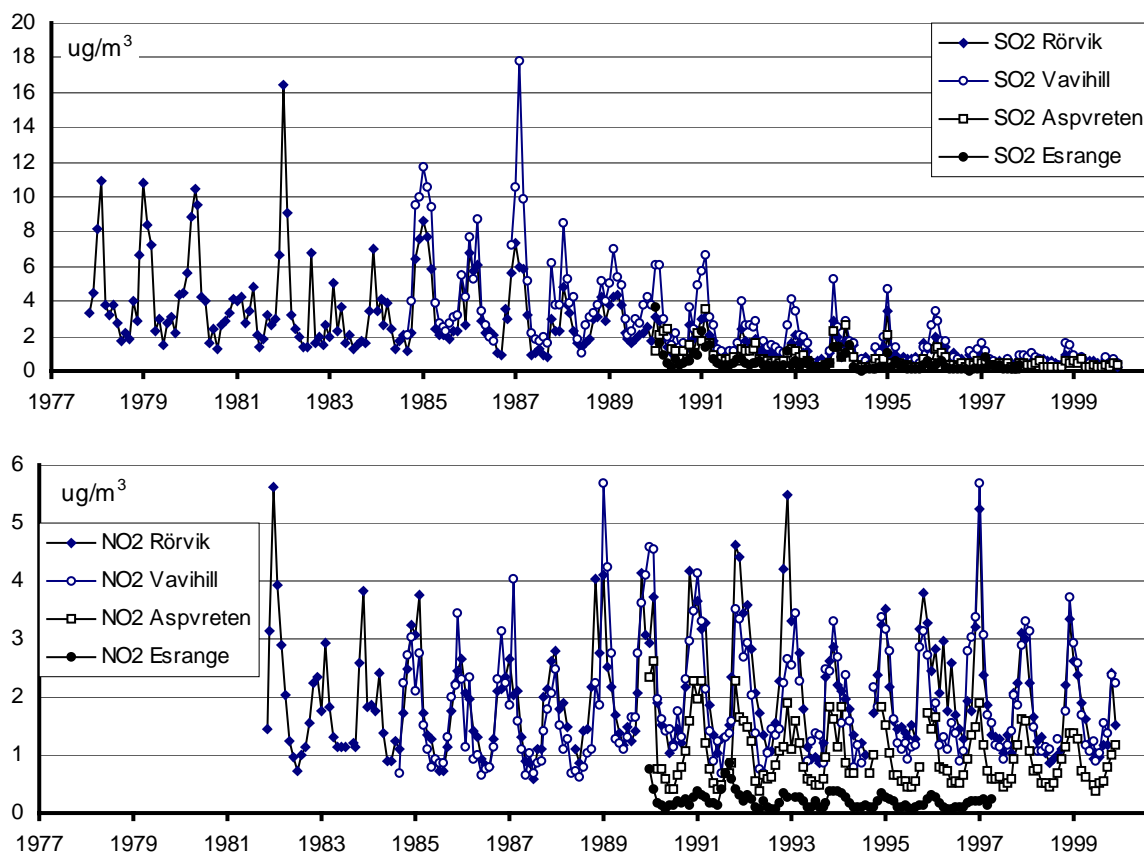 20
18
16
14
12
10
8
6
4
2
0
ug/m³
SO2 Rörvik
SO2 Vavihill
SO2 Aspvreten
SO2 Esrange
1977 1979 1981 1983 1985 1987 1989 1991 1993 1995 1997 1999
6
5
4
3
2
1
0
ug/m³
NO2 Rörvik
NO2 Vavihill
NO2 Aspvreten
NO2 Esrange
1977 1979 1981 1983 1985 1987 1989 1991 1993 1995 1997 1999